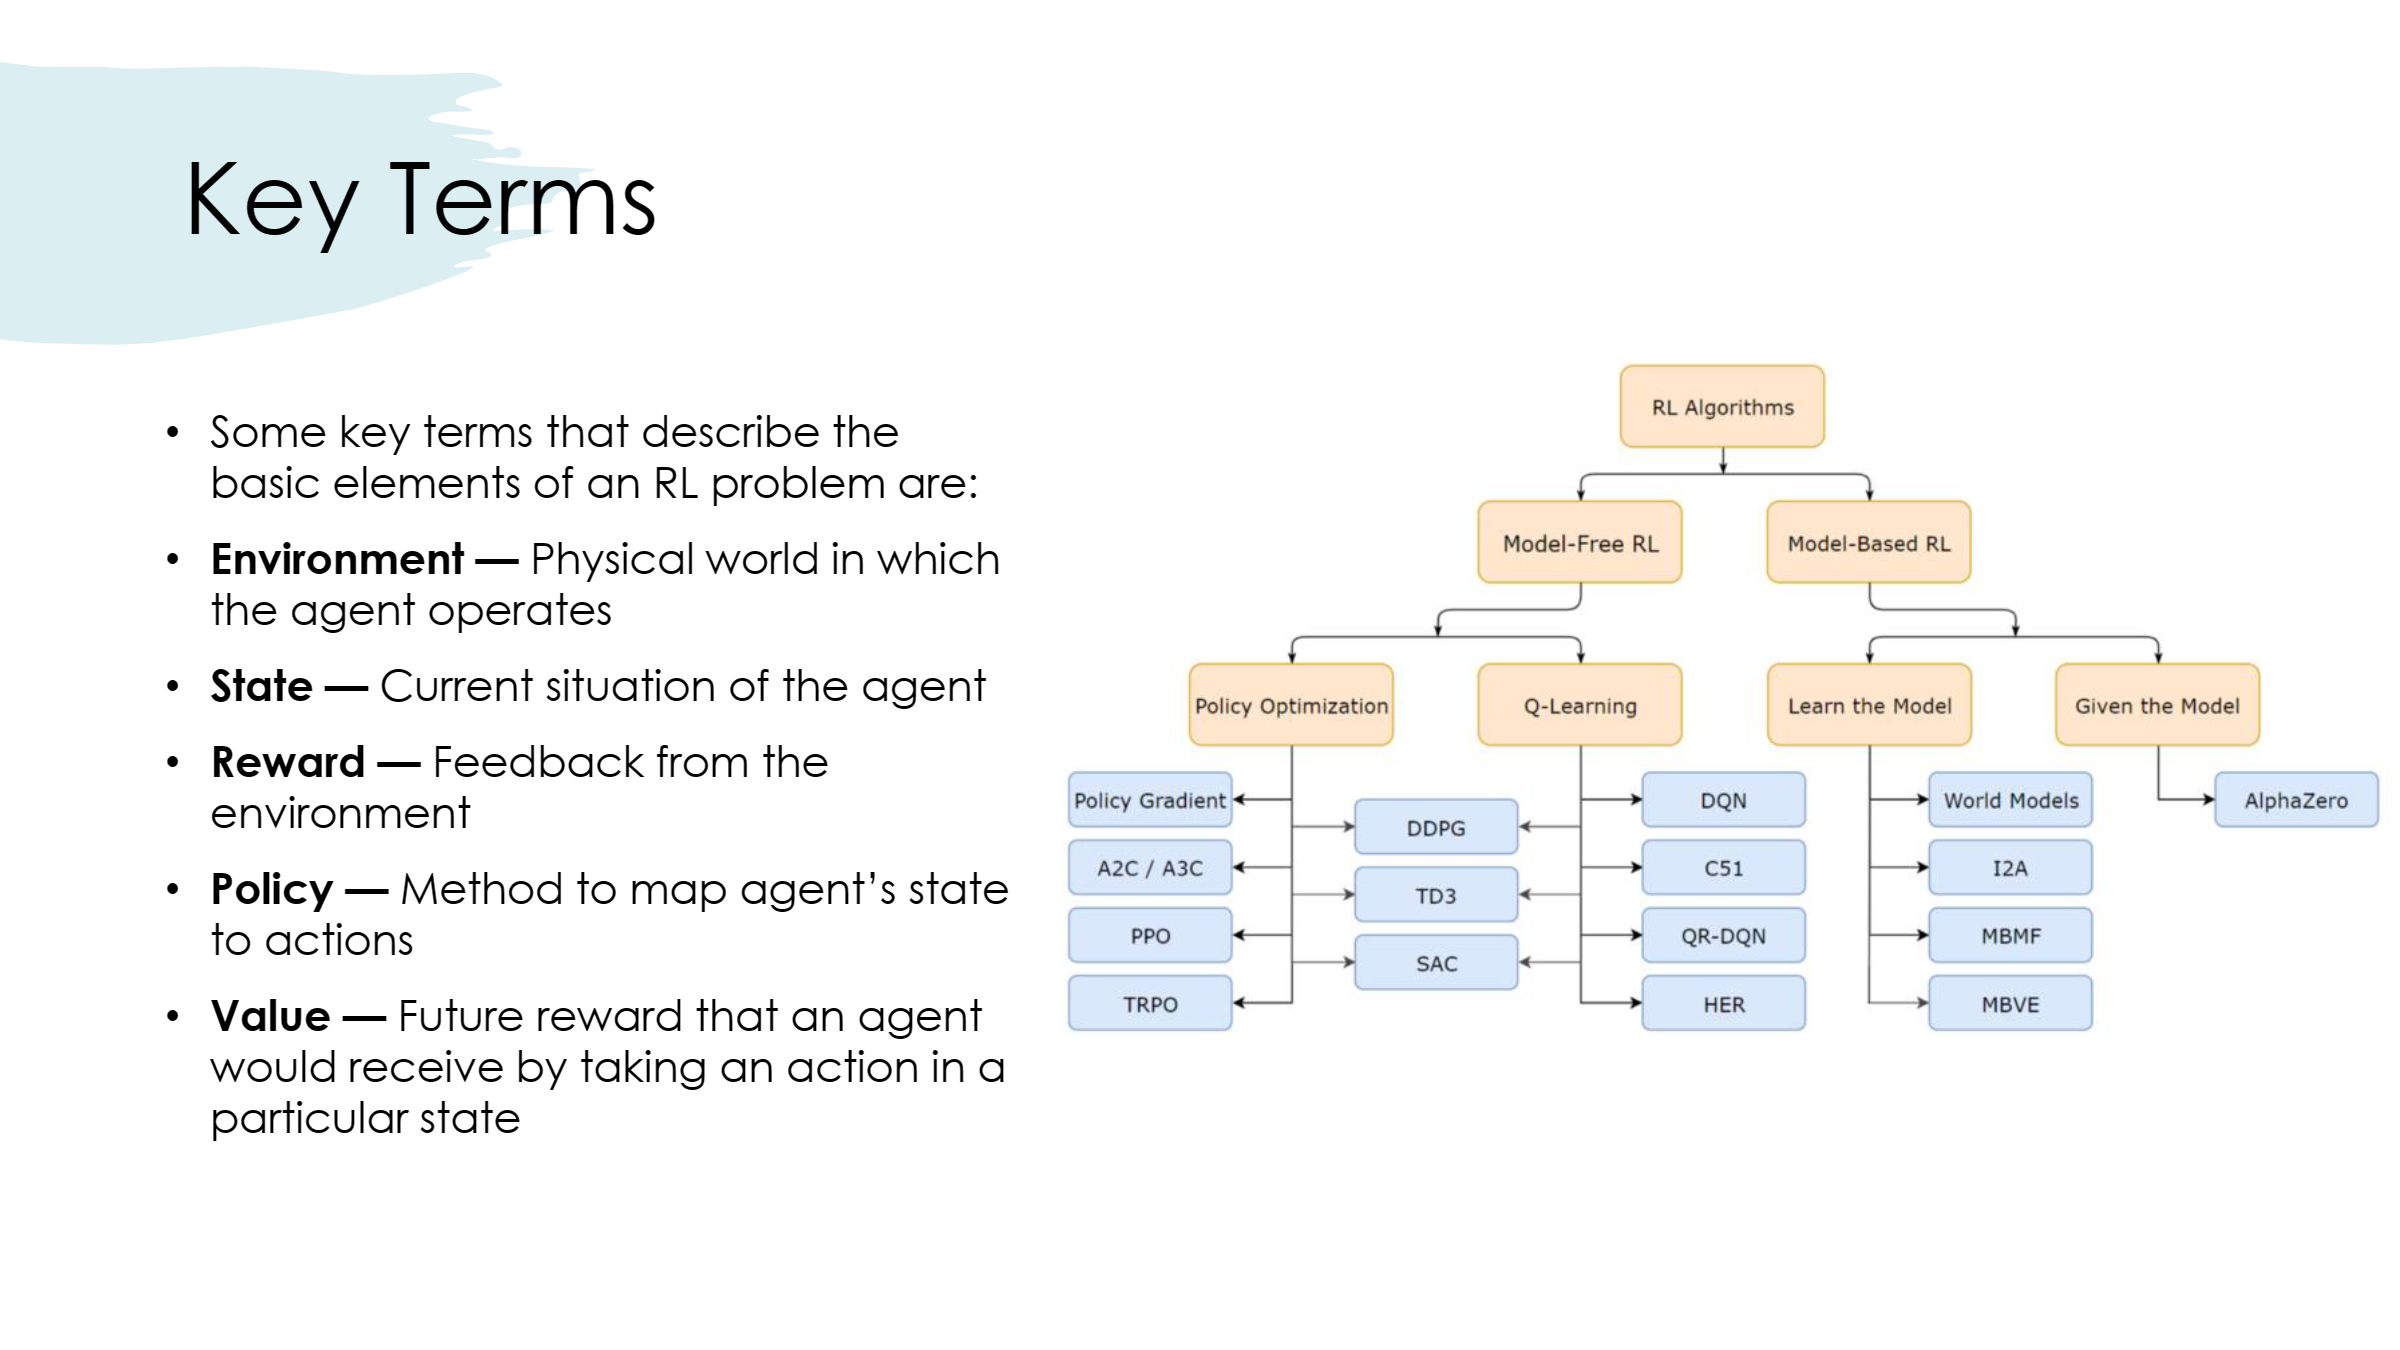 Key Terms
• Some key terms that describe the
basic elements of an RL problem are:
• Environment — Physical world in which
the agent operates
• State — Current situation of the agent
• Reward — Feedback from the
environment
• Policy — Method to map agent’s state
to actions
• Value — Future reward that an agent
would receive by taking an action in a
particular state
RL Algorithms
Model-Free RL
Model-Based RL
Policy Optimization
Q-Learning
Learn the Model
Given the Model
Policy Gradient
A2C / A3C
PPO
TRPO
DDPG
TD3
SAC
DQN
C51
QR-DQN
HER
World Models
I2A
MBMF
MBVE
AlphaZero